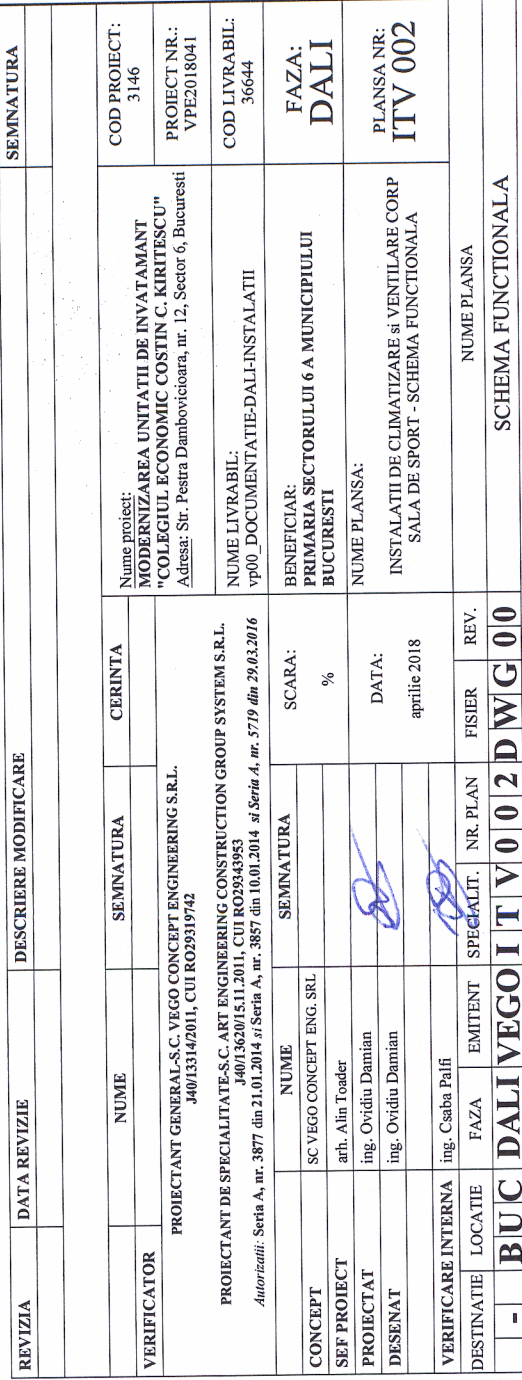 REVIZIA DATA REVIZIE DESCRIERE MODIFICARE SEMNATURA
VERIFICATOR NUME SEMNATURA CERINTA
PROIECTANT GENERAL-S.C. VEGO CONCEPT ENGINEERING S.R.L.
J40/13314/2011, CUI RO29319742
PROIECTANT DE SPECIALITATE-S.C. ART ENGINEERING CONSTRUCTION GROUP SYSTEM S.R.L.
J40/13620/15.11.2011, CUI RO29343953
Autorizatii: Seria A, nr. 3877 din 21.01.2014 si Seria A, nr. 3857 din 10.01.2014 si Seria A, nr. 5719 din 29.03.2016
Nume proiect:
MODERNIZAREA UNITATII DE INVATAMANT
"COLEGIUL ECONOMIC COSTIN C. KIRITESCU"
Adresa: Str. Pestra Dambovicioara, nr. 12, Sector 6, Bucuresti
COD PROIECT:
3146
PROIECT NR.:
VPE2018041
NUME LIVRABIL:
vp00_DOCUMENTATIE-DALI-INSTALATII
COD LIVRABIL:
36644
NUME SEMNATURA
CONCEPT SC VEGO CONCEPT ENG. SRL
SEF PROIECT arh. Alin Toader
PROIECTAT ing. Ovidiu Damian
DESENAT ing. Ovidiu Damian
VERIFICARE INTERNA ing. Csaba Palfi
SCARA:
%
DATA:
aprilie 2018
BENEFICIAR:
PRIMARIA SECTORULUI 6 A MUNICIPIULUI
BUCURESTI
FAZA:
DALI
NUME PLANSA:
INSTALATII DE CLIMATIZARE si VENTILARE CORP
SALA DE SPORT - SCHEMA FUNCTIONALA
PLANSA NR:
ITV 002
DESTINATIE LOCATIE FAZA EMITENT SPECIALIT. NR. PLAN FISIER REV. NUME PLANSA
- BUC DALI VEGO I T V 0 0 2 D W G 0 0 SCHEMA FUNCTIONALA